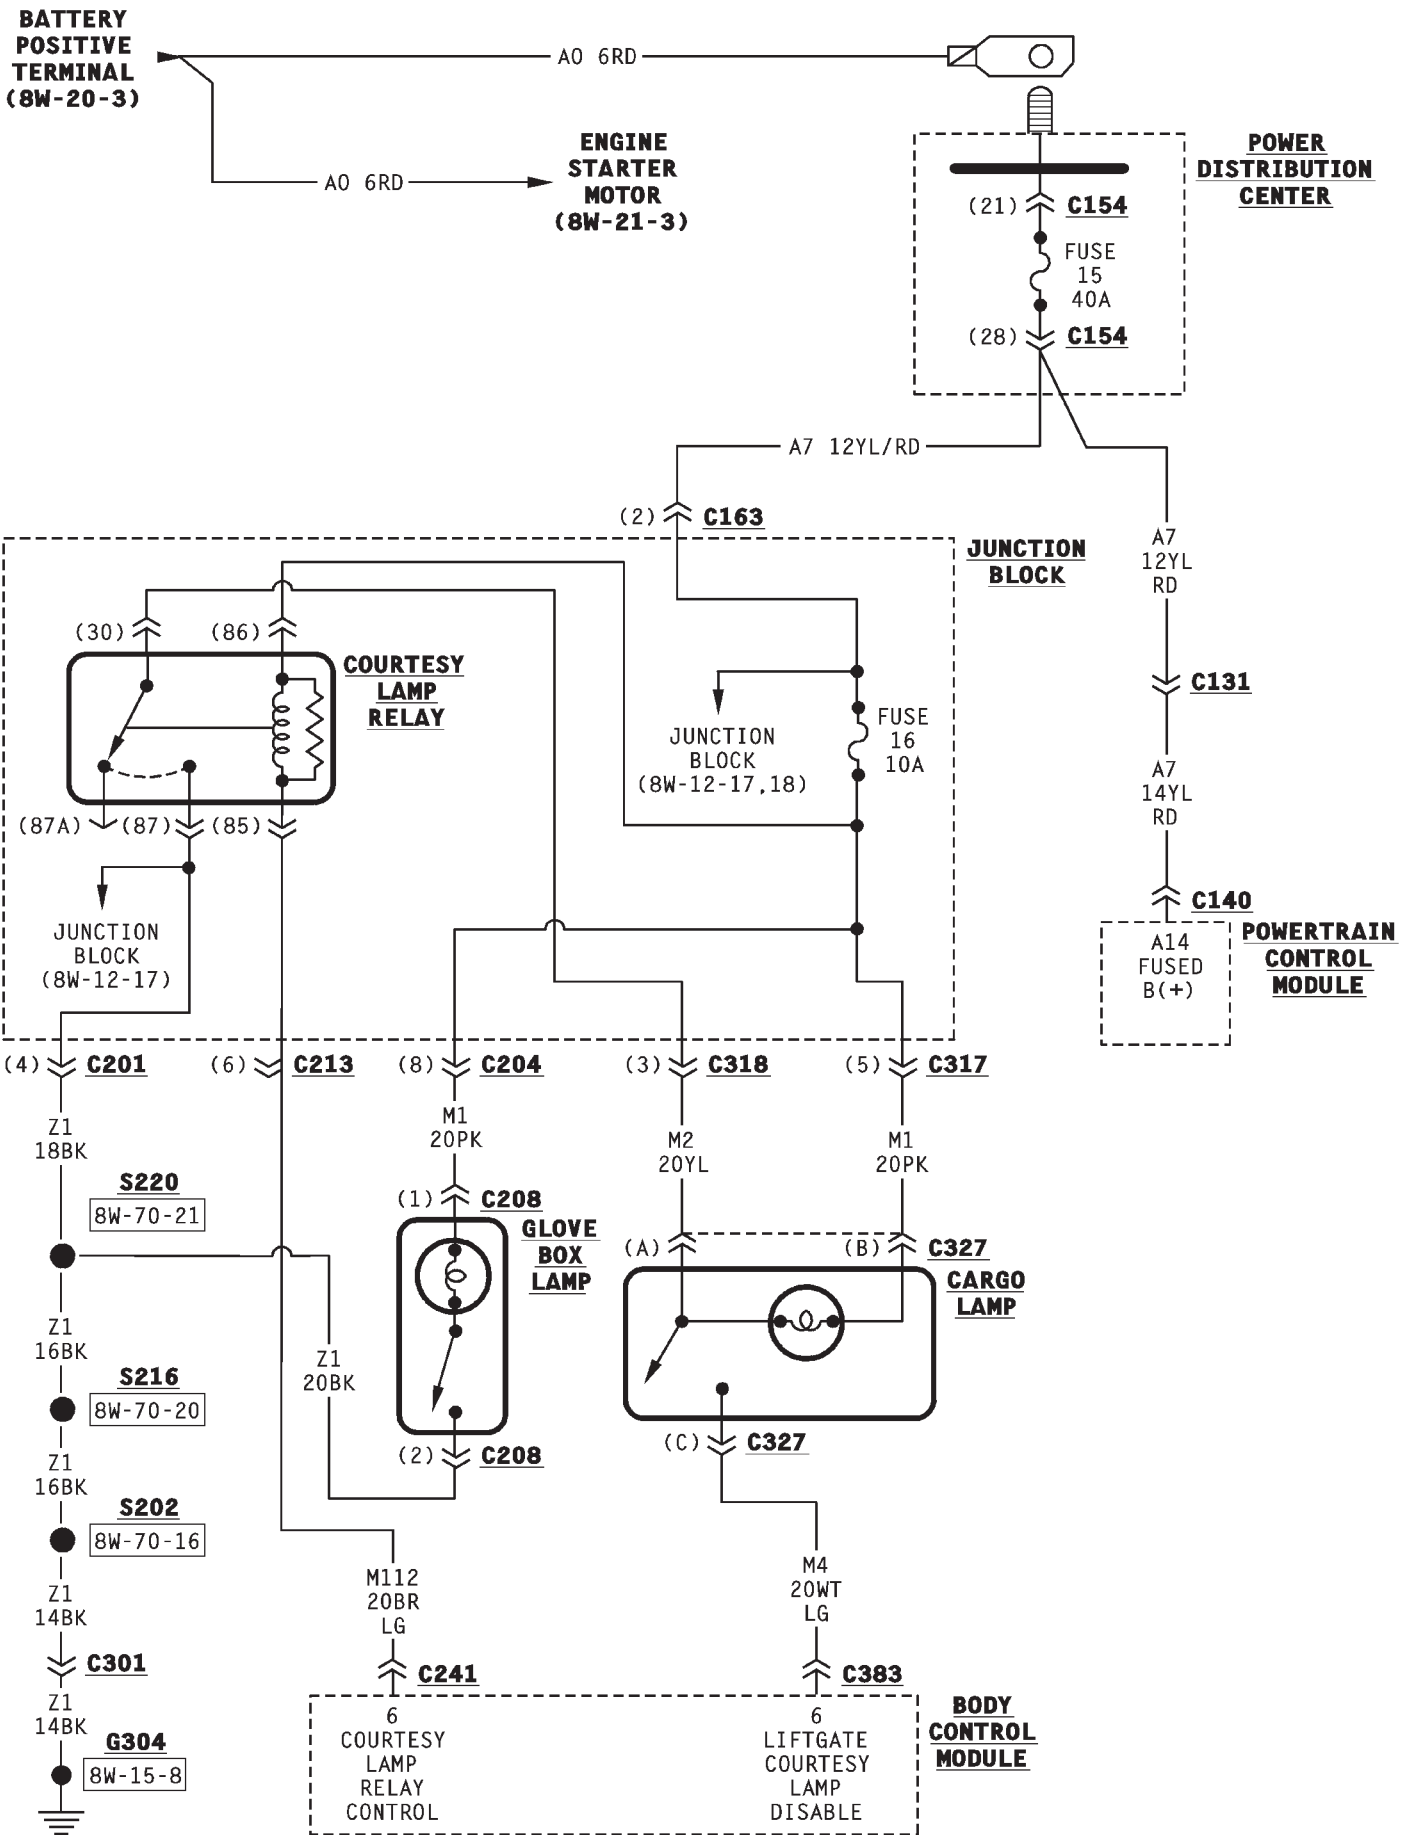 BATTERY
POSITIVE
TERMINAL
(8W-20-3)
A0 6RD
A0 6RD
ENGINE
STARTER
MOTOR
(8W-21-3)
POWER
DISTRIBUTION
CENTER
(21) C154
FUSE
15
40A
(28) C154
A7 12YL/RD
(2) C163
A7
12YL
RD
C131
A7
14YL
RD
C140
A14
FUSED
B(+)
POWERTRAIN
CONTROL
MODULE
JUNCTION
BLOCK
(30) (86)
COURTESY
LAMP
RELAY
(87A) (87) (85)
JUNCTION
BLOCK
(8W-12-17)
JUNCTION
BLOCK
(8W-12-17,18)
FUSE
16
10A
(4) C201 (6) C213 (8) C204 (3) C318 (5) C317
Z1
18BK
S220
8W-70-21
Z1
16BK
S216
8W-70-20
Z1
16BK
S202
8W-70-16
Z1
14BK
C301
Z1
14BK
G304
8W-15-8
Z1
20BK
M1
20PK
(1) C208
GLOVE
BOX
LAMP
(2) C208
M2
20YL
M1
20PK
(A) (B) C327
CARGO
LAMP
(C) C327
M112
20BR
LG
C241
M4
20WT
LG
C383
6
COURTESY
LAMP
RELAY
CONTROL
6
LIFTGATE
COURTESY
LAMP
DISABLE
BODY
CONTROL
MODULE